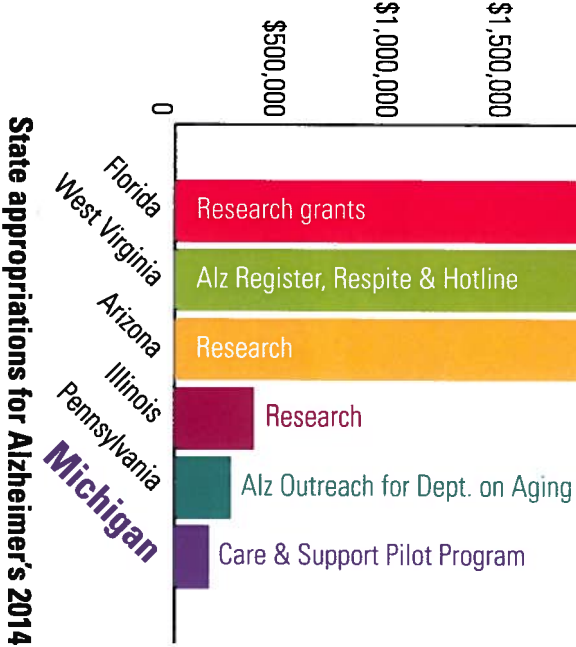 State appropriations for Alzheimer's 2014
0
$500,000
$1,000,000
$1,500,000
Florida
Research grants
West Virginia
Alz Register, Respite & Hotline
Arizona
Research
Illinois
Research
Pennsylvania
Alz Outreach for Dept. on Aging
Michigan
Care & Support Pilot Program